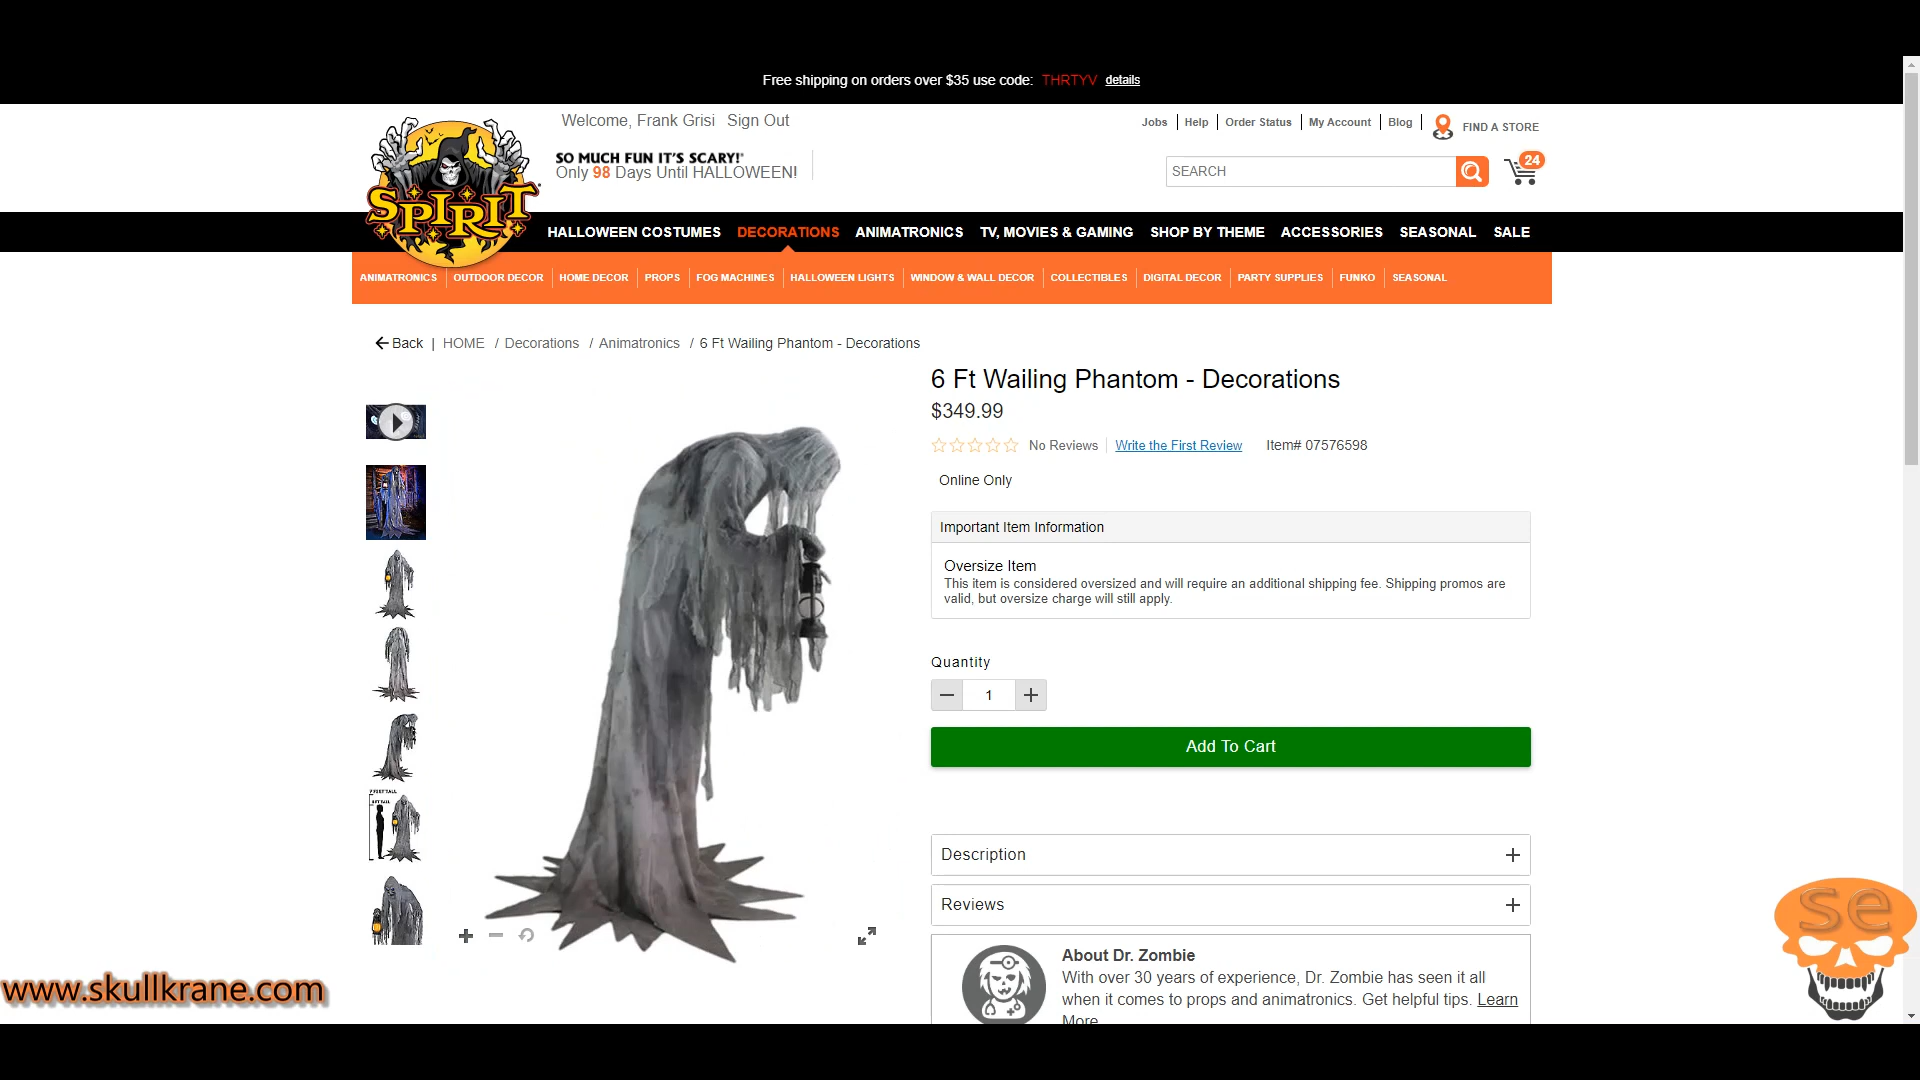 Free shipping on orders over $35 use code: THRTYV details
Welcome, Frank Grisi Sign Out
Jobs Help Order Status My Account Blog FIND A STORE
SO MUCH FUN IT'S SCARY!
Only 98 Days Until HALLOWEEN!
SEARCH
24
SPIRIT
HALLOWEEN COSTUMES DECORATIONS ANIMATRONICS TV, MOVIES & GAMING SHOP BY THEME ACCESSORIES SEASONAL SALE
ANIMATRONICS OUTDOOR DECOR HOME DECOR PROPS FOG MACHINES HALLOWEEN LIGHTS WINDOW & WALL DECOR COLLECTIBLES DIGITAL DECOR PARTY SUPPLIES FUNKO SEASONAL
Back | HOME / Decorations / Animatronics / 6 Ft Wailing Phantom - Decorations
6 Ft Wailing Phantom - Decorations
$349.99
No Reviews Write the First Review Item# 07576598
Online Only
Important Item Information
Oversize Item
This item is considered oversized and will require an additional shipping fee. Shipping promos are
valid, but oversize charge will still apply.
Quantity
1
Add To Cart
Description
Reviews
About Dr. Zombie
With over 30 years of experience, Dr. Zombie has seen it all
when it comes to props and animatronics. Get helpful tips. Learn
More
www.skullkrane.com
se